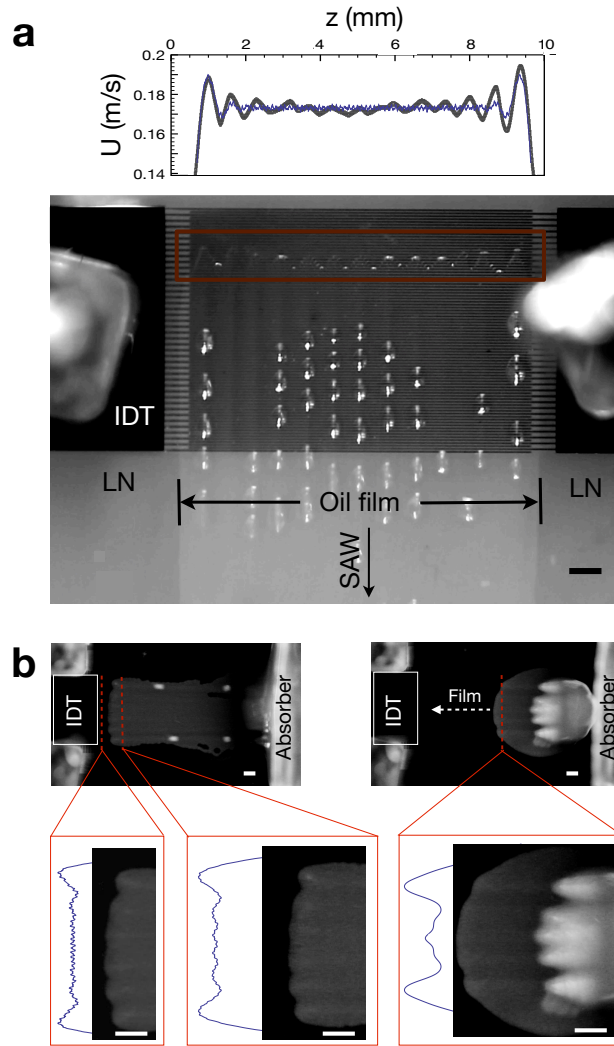 a
z (mm)
0 2 4 6 8 10
0.2
0.18
0.16
0.14
U (m/s)
IDT
LN
Oil film
LN
SAW
b
IDT
Absorber
IDT
Film
Absorber